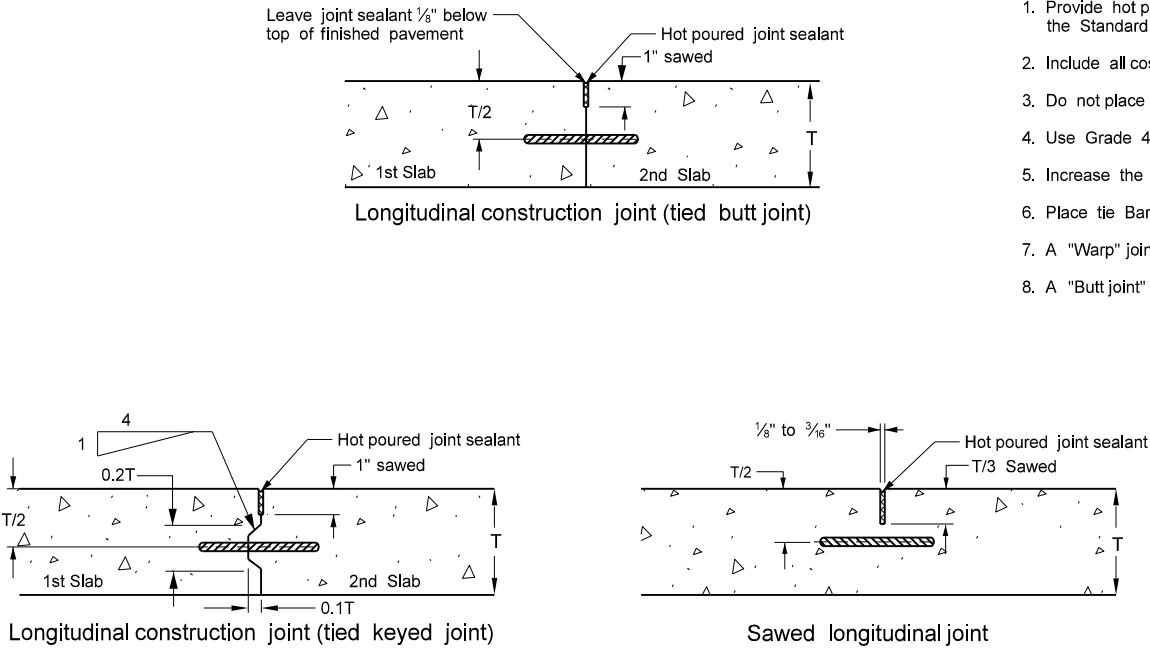 Leave joint sealant ⅛" below
top of finished pavement
Hot poured joint sealant
1" sawed
T/2
T
1st Slab
2nd Slab
Longitudinal construction joint (tied butt joint)
1. Provide hot
the Standard
2. Include all
3. Do not place
4. Use Grade 4
5. Increase the
6. Place tie Bar
7. A "Warp"
8. A "Butt joint"
4
1
0.2T
Hot poured joint sealant
1" sawed
T/2
T
1st Slab
2nd Slab
0.1T
Longitudinal construction joint (tied keyed joint)
⅛" to 3/16"
Hot poured joint sealant
T/2
T/3 Sawed
T
Sawed longitudinal joint